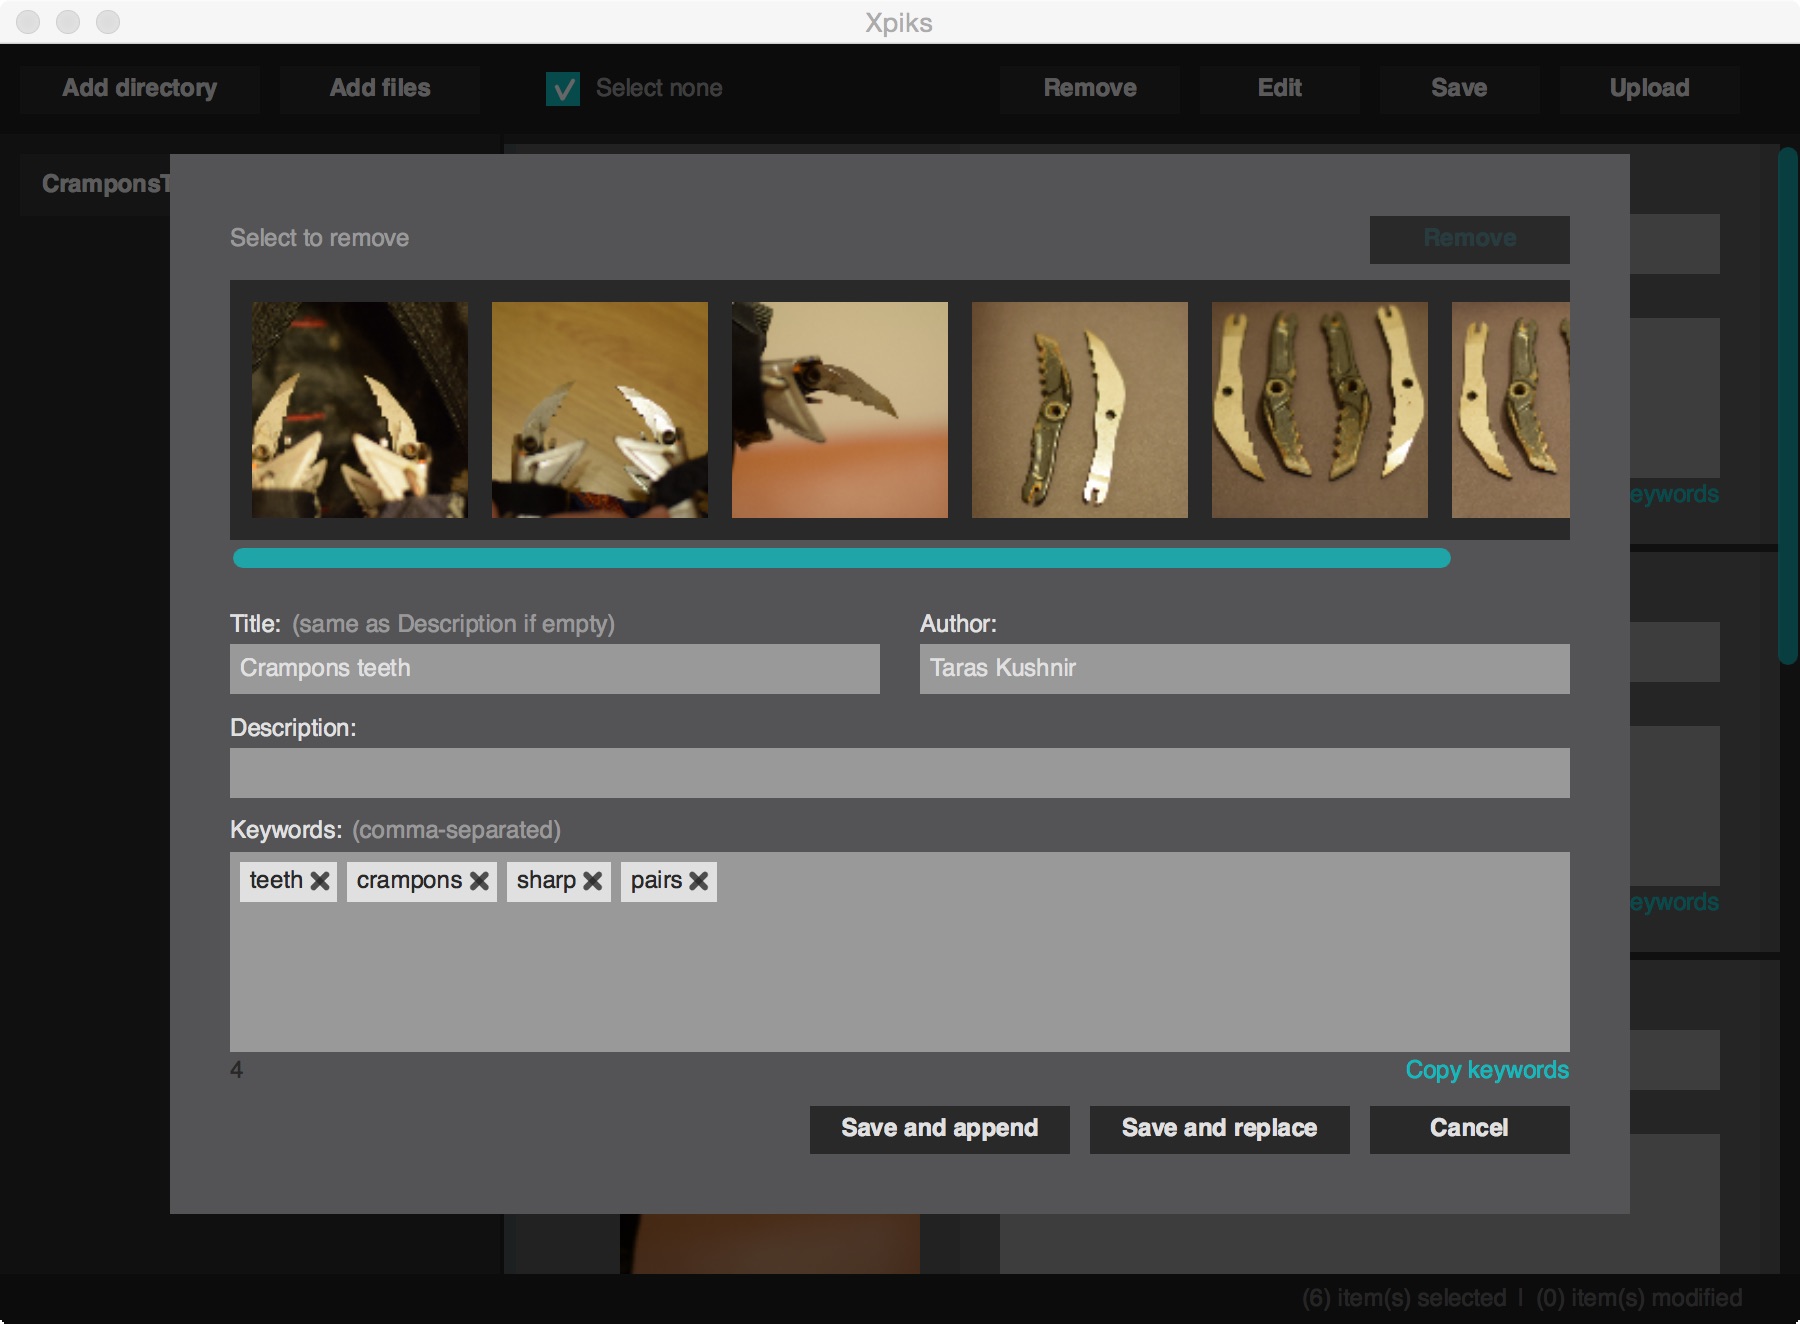 Xpiks
Add directory
Add files
Select none
Remove
Edit
Save
Upload
CramponsT
Select to remove
Remove
eywords
Title: (same as Description if empty)
Author:
Crampons teeth
Taras Kushnir
Description:
Keywords: (comma-separated)
teeth
crampons
sharp
pairs
eywords
4
Copy keywords
Save and append
Save and replace
Cancel
(6) item(s) selected | (0) item(s) modified